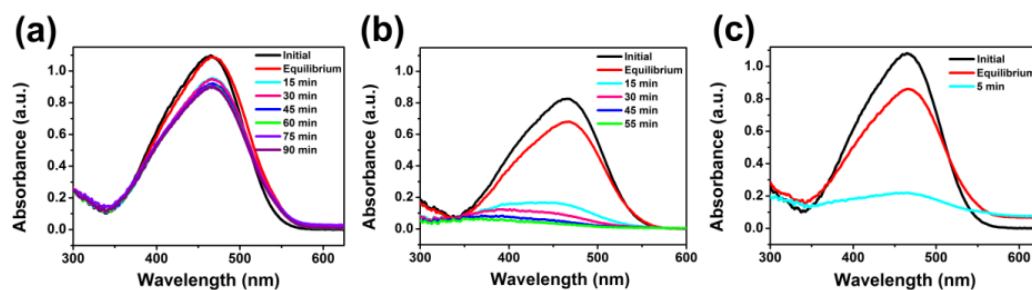 (a)
Absorbance (a.u.)
1.0
0.8
0.6
0.4
0.2
0.0
Initial
Equilibrium
15 min
30 min
45 min
60 min
75 min
90 min
300 400 500 600
Wavelength (nm)
(b)
Absorbance (a.u.)
1.0
0.8
0.6
0.4
0.2
0.0
Initial
Equilibrium
15 min
30 min
45 min
55 min
300 400 500 600
Wavelength (nm)
(c)
Absorbance (a.u.)
1.0
0.8
0.6
0.4
0.2
0.0
Initial
Equilibrium
5 min
300 400 500 600
Wavelength (nm)